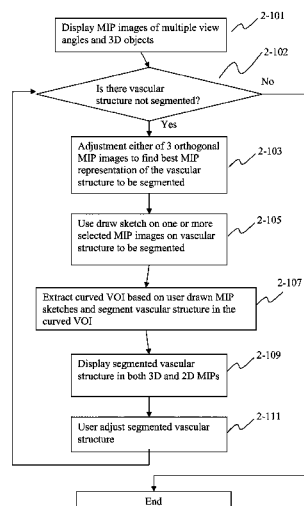 2-101
Display MIP images of multiple view
angles and 3D objects
2-102
Is there vascular
structure not segmented?
No
Yes
2-103
Adjustment either of 3 orthogonal
MIP images to find best MIP
representation of the vascular
structure to be segmented
2-105
Use draw sketch on one or more
selected MIP images on vascular
structure to be segmented
2-107
Extract curved VOI based on user drawn MIP
sketches and segment vascular structure in the
curved VOI
2-109
Display segmented vascular
structure in both 3D and 2D MIPs
2-111
User adjust segmented vascular
structure
End